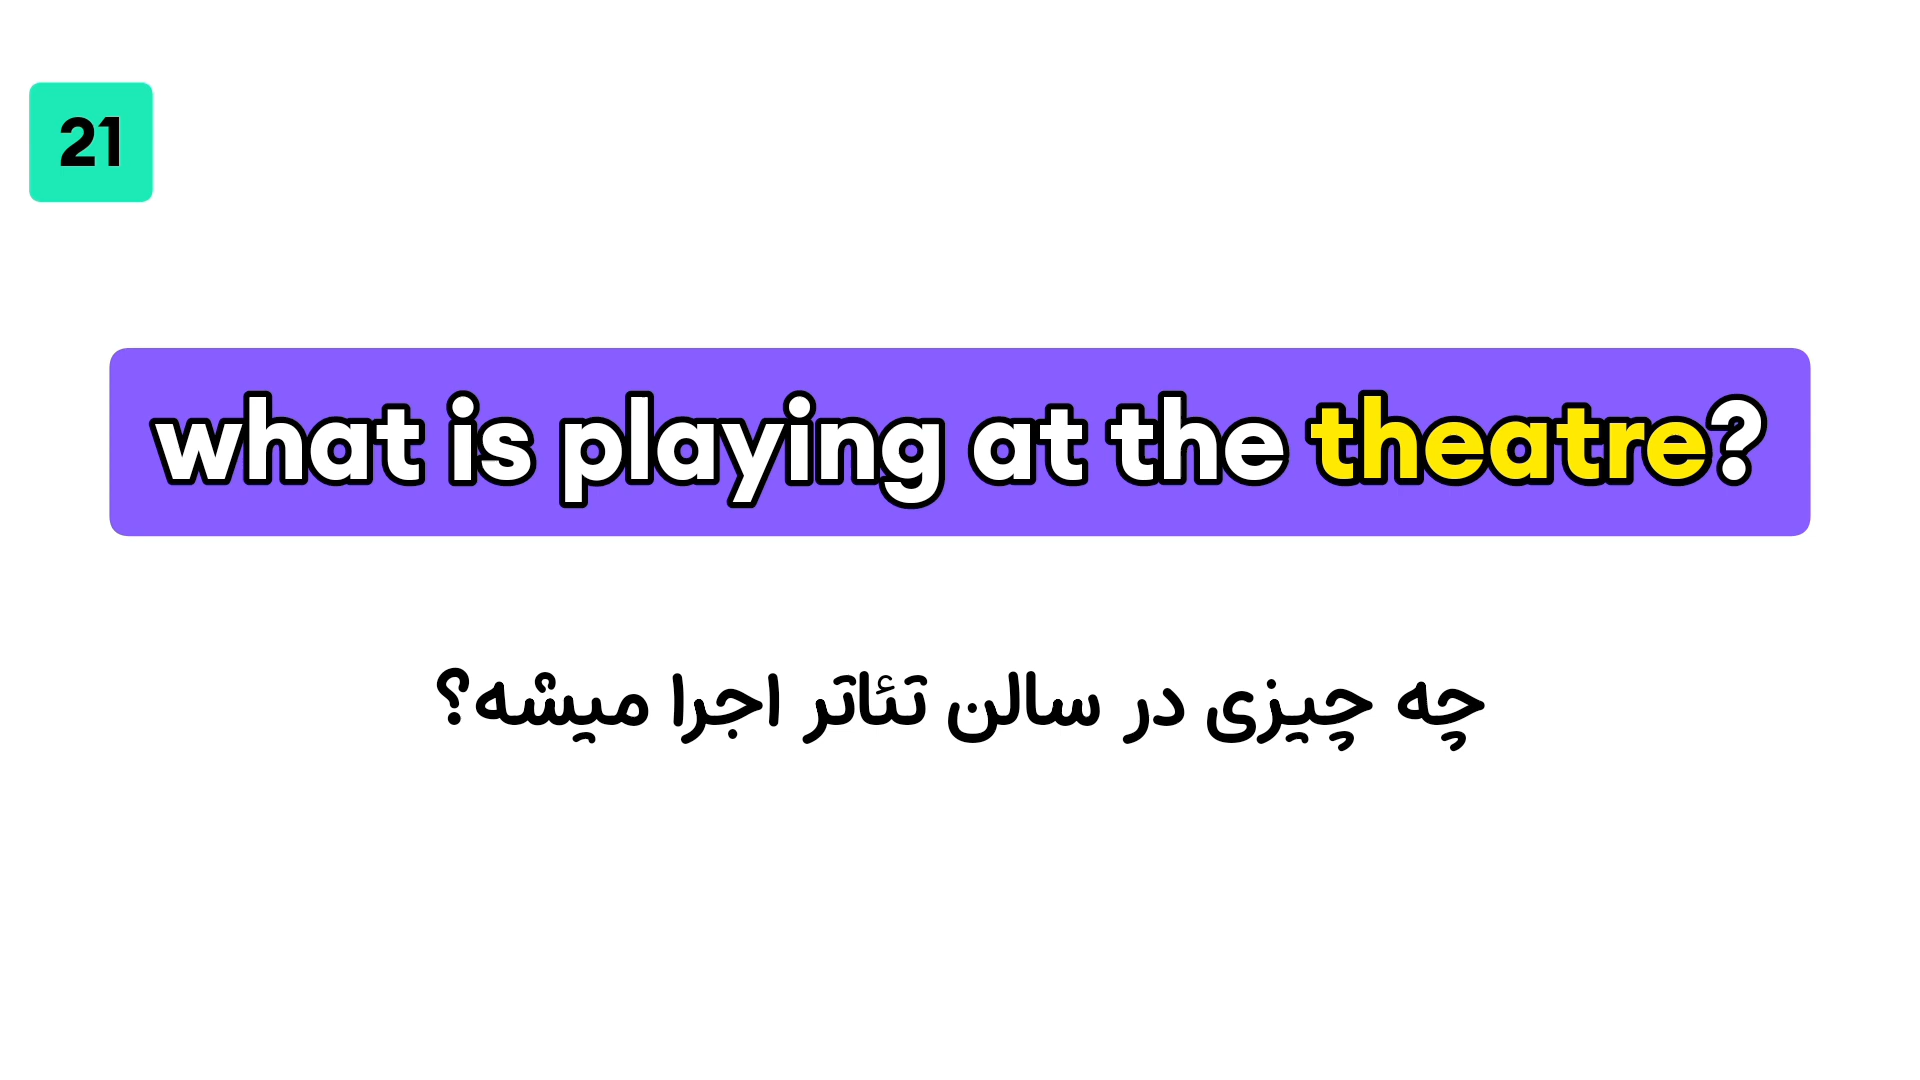 21
what is playing at the theatre?
چه چیزی در سالن تئاتر اجرا میشه؟